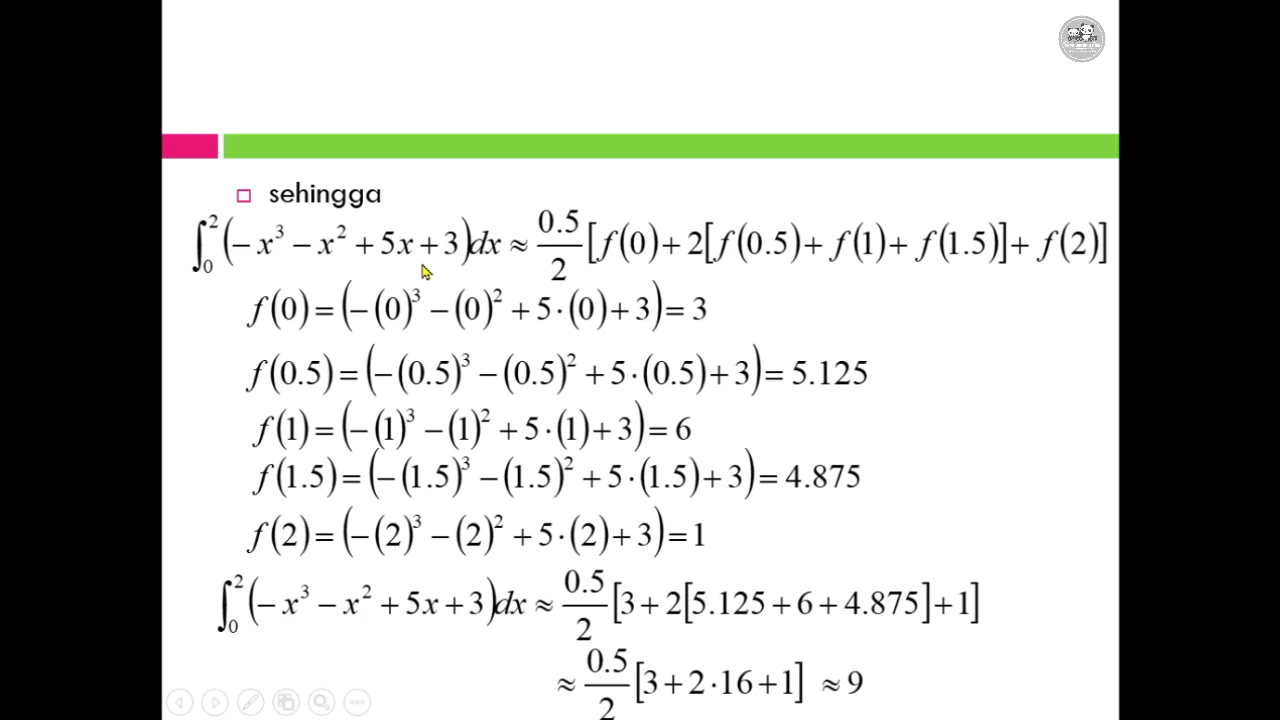 sehingga
∫₀² (−x³ − x² + 5x + 3)dx ≈ 0.5/2 [f(0) + 2[f(0.5) + f(1) + f(1.5)] + f(2)]
f(0) = (−(0)³ − (0)² + 5·(0) + 3) = 3
f(0.5) = (−(0.5)³ − (0.5)² + 5·(0.5) + 3) = 5.125
f(1) = (−(1)³ − (1)² + 5·(1) + 3) = 6
f(1.5) = (−(1.5)³ − (1.5)² + 5·(1.5) + 3) = 4.875
f(2) = (−(2)³ − (2)² + 5·(2) + 3) = 1
∫₀² (−x³ − x² + 5x + 3)dx ≈ 0.5/2 [3 + 2[5.125 + 6 + 4.875] + 1]
≈ 0.5/2 [3 + 2·16 + 1] ≈ 9